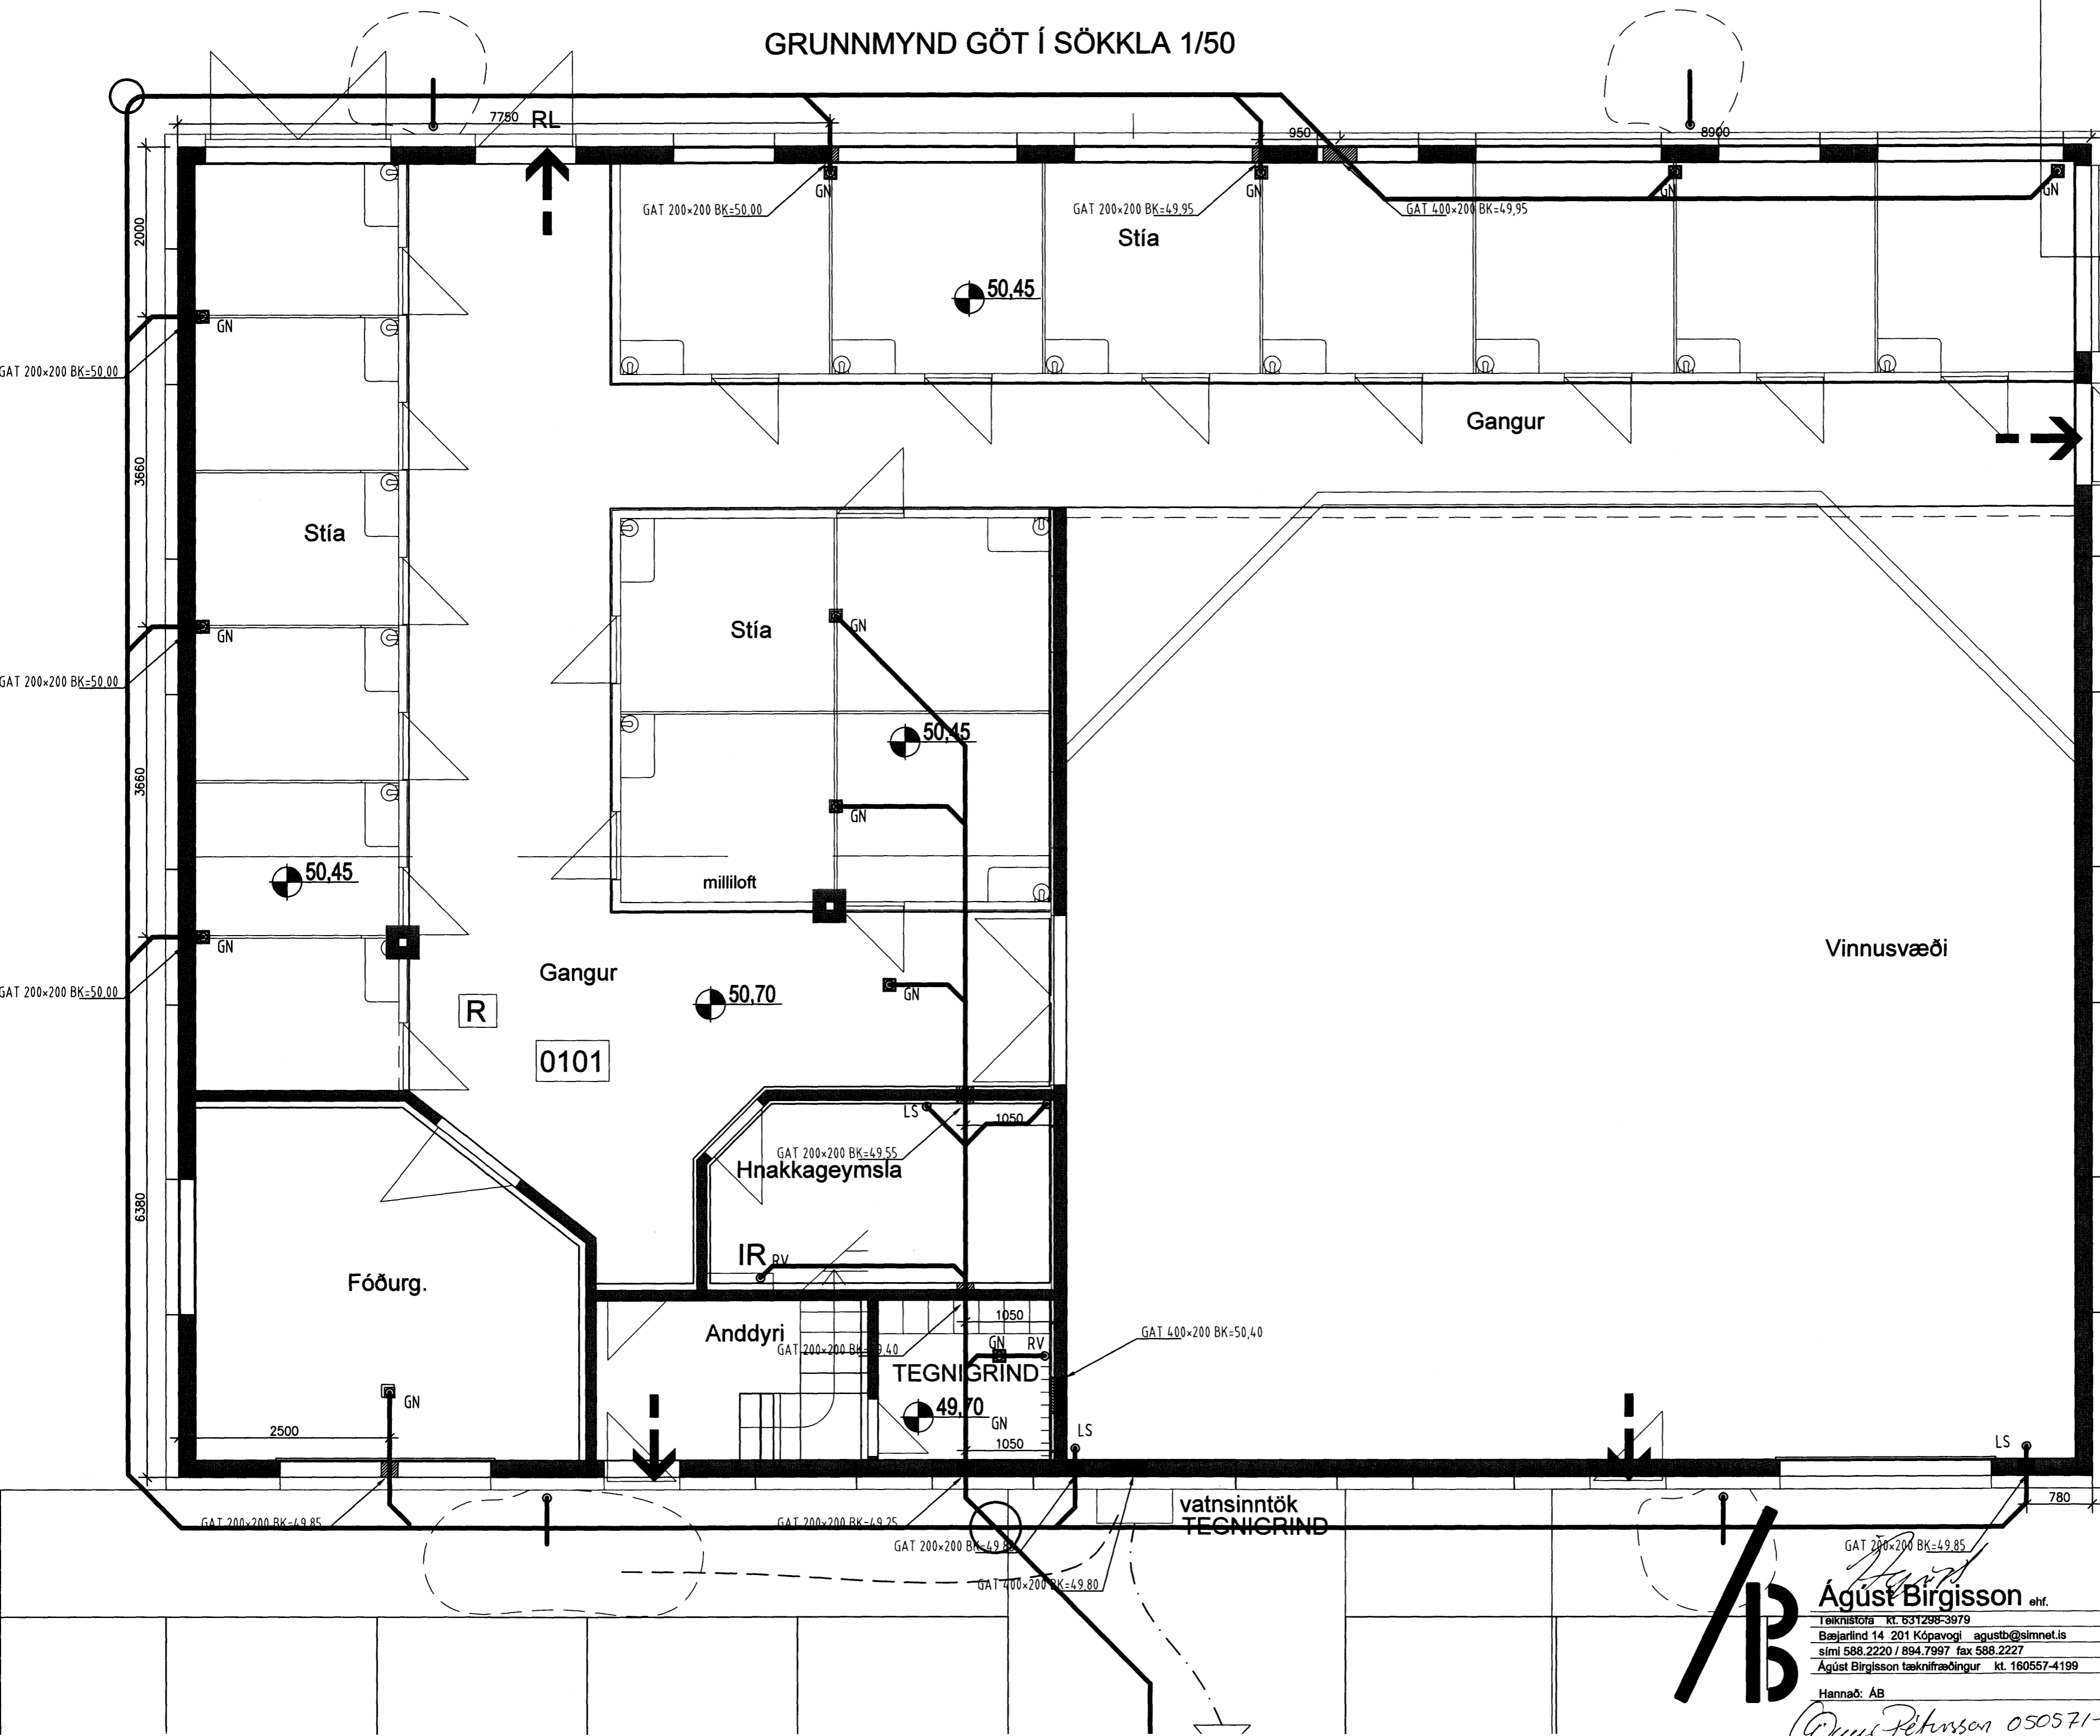 GRUNNMYND GÖT Í SÖKKLA 1/50
7750
RL
950
8900
GN
GN
GN
GN
GAT 200×200 BK=50,00
GAT 200×200 BK=49,95
GAT 400×200 BK=49,95
2000
Stía
50,45
GN
GAT 200×200 BK=50,00
Gangur
3660
Stía
Stía
GN
GN
GAT 200×200 BK=50,00
50,45
3660
GN
50,45
milliloft
GN
Vinnusvæði
Gangur
GAT 200×200 BK=50,00
50,70
GN
R
0101
LS
1050
GAT 200×200 BK=49,55
Hnakkageymsla
6380
IR
RV
Fóðurg.
1050
Anddyri
GAT 400×200 BK=50,40
GN
RV
GAT 200×200 BK=49,40
TEGNIGRIND
GN
49,70
GN
2500
1050
LS
LS
780
vatnsinntök
TEGNIGRIND
GAT 200×200 BK=49,85
GAT 200×200 BK=49,25
GAT 200×200 BK=49,85
GAT 200×200 BK=49,85
GAT 400×200 BK=49,80
Ágúst Birgisson ehf.
Teiknistofa kt. 631298-3979
Bæjarlind 14 201 Kópavogi agustb@simnet.is
sími 588.2220 / 894.7997 fax 588.2227
Ágúst Birgisson tæknifræðingur kt. 160557-4199
Hannað: ÁB
Pétursson 050571-